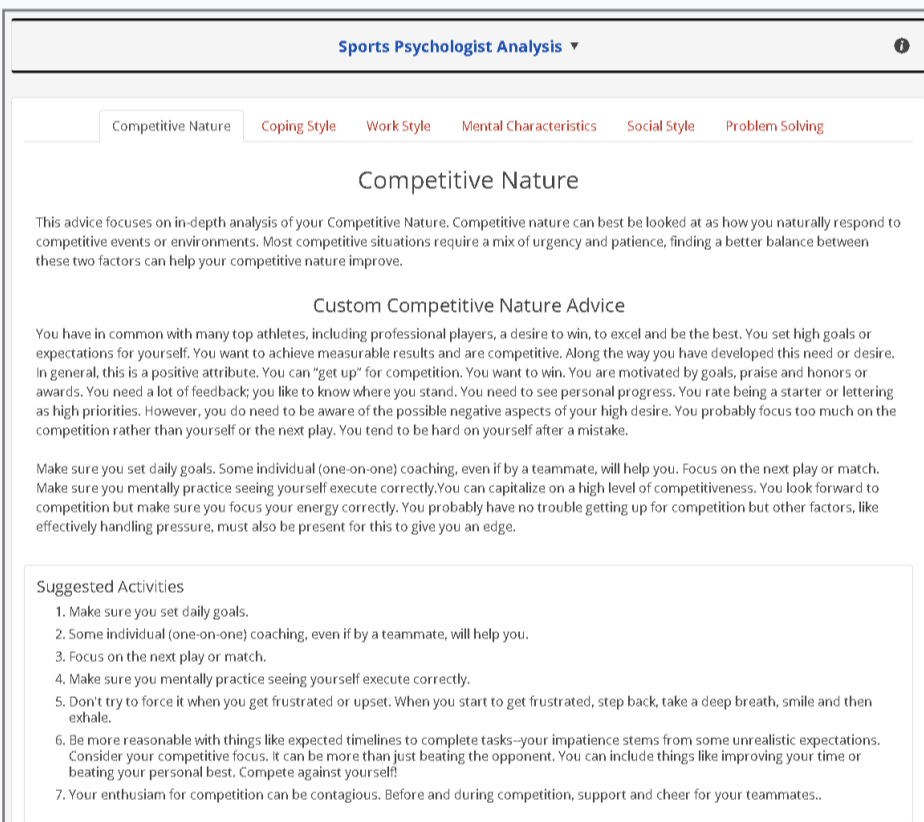 Sports Psychologist Analysis ▼
Competitive Nature Coping Style Work Style Mental Characteristics Social Style Problem Solving
Competitive Nature
This advice focuses on in-depth analysis of your Competitive Nature. Competitive nature can best be looked at as how you naturally respond to
competitive events or environments. Most competitive situations require a mix of urgency and patience, finding a better balance between
these two factors can help your competitive nature improve.
Custom Competitive Nature Advice
You have in common with many top athletes, including professional players, a desire to win, to excel and be the best. You set high goals or
expectations for yourself. You want to achieve measurable results and are competitive. Along the way you have developed this need or desire.
In general, this is a positive attribute. You can "get up" for competition. You want to win. You are motivated by goals, praise and honors or
awards. You need a lot of feedback; you like to know where you stand. You need to see personal progress. You rate being a starter or lettering
as high priorities. However, you do need to be aware of the possible negative aspects of your high desire. You probably focus too much on the
competition rather than yourself or the next play. You tend to be hard on yourself after a mistake.
Make sure you set daily goals. Some individual (one-on-one) coaching, even if by a teammate, will help you. Focus on the next play or match.
Make sure you mentally practice seeing yourself execute correctly.You can capitalize on a high level of competitiveness. You look forward to
competition but make sure you focus your energy correctly. You probably have no trouble getting up for competition but other factors, like
effectively handling pressure, must also be present for this to give you an edge.
Suggested Activities
1. Make sure you set daily goals.
2. Some individual (one-on-one) coaching, even if by a teammate, will help you.
3. Focus on the next play or match.
4. Make sure you mentally practice seeing yourself execute correctly.
5. Don't try to force it when you get frustrated or upset. When you start to get frustrated, step back, take a deep breath, smile and then
exhale.
6. Be more reasonable with things like expected timelines to complete tasks--your impatience stems from some unrealistic expectations.
Consider your competitive focus. It can be more than just beating the opponent. You can include things like improving your time or
beating your personal best. Compete against yourself!
7. Your enthusiam for competition can be contagious. Before and during competition, support and cheer for your teammates..